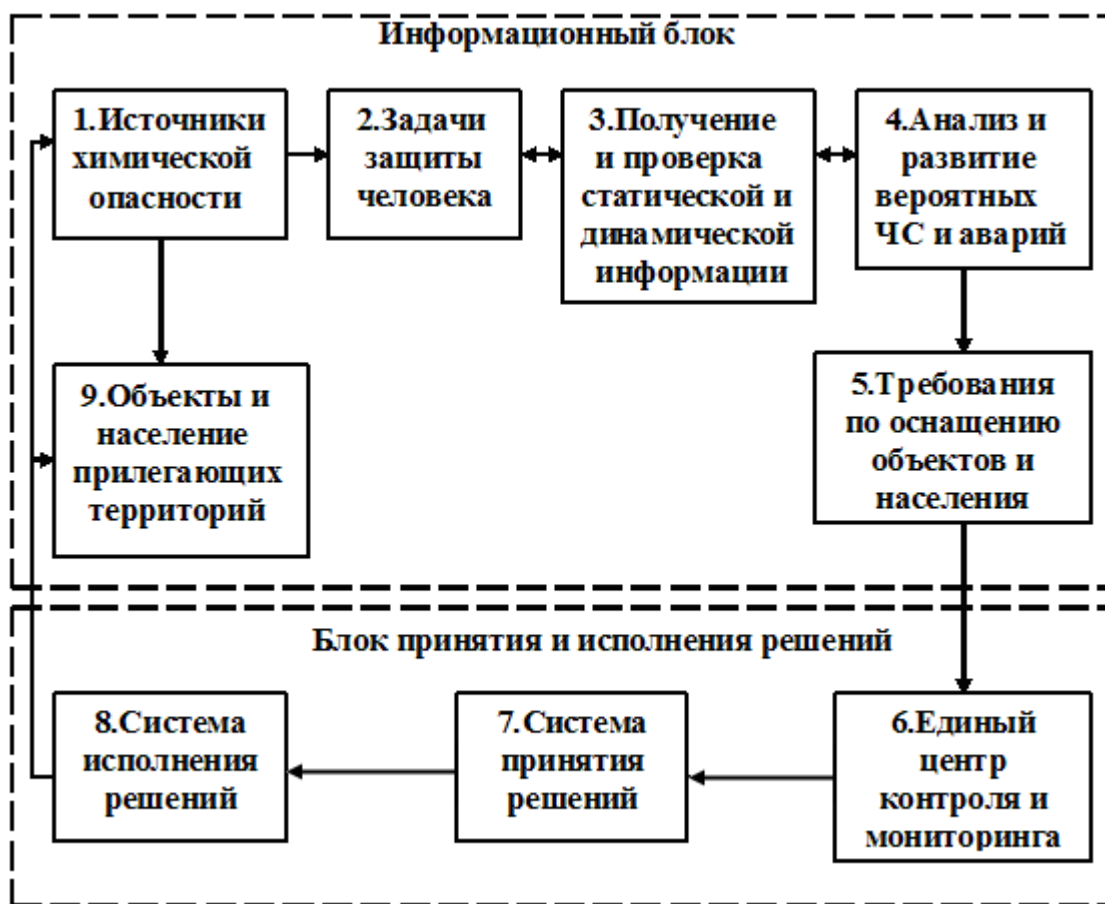 Информационный блок
1.Источники
химической
опасности
2.Задачи
защиты
человека
3.Получение
и проверка
статической и
динамической
информации
4.Анализ и
развитие
вероятных
ЧС и аварий
9.Объекты и
население
прилегающих
территорий
5.Требования
по оснащению
объектов и
населения
Блок принятия и исполнения решений
8.Система
исполнения
решений
7.Система
принятия
решений
6.Единый
центр
контроля и
мониторинга